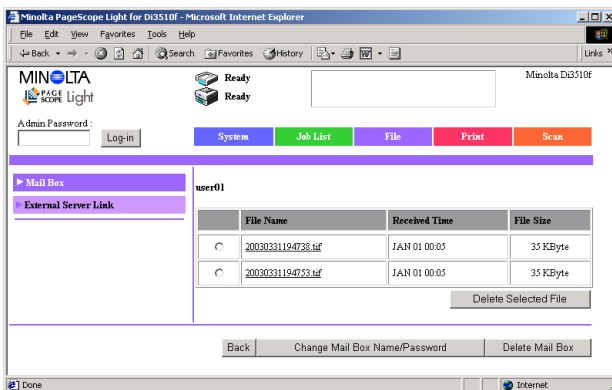 Minolta PageScope Light for Di3510f - Microsoft Internet Explorer
File Edit View Favorites Tools Help
Back Search Favorites History Links »
MINOLTA
PAGE SCOPE Light
Ready
Ready
Minolta Di3510f
Admin Password :
Log-in
System Job List File Print Scan
Mail Box
External Server Link
user01
File Name Received Time File Size
20030331194738.tif JAN 01 00:05 35 KByte
20030331194753.tif JAN 01 00:05 35 KByte
Delete Selected File
Back Change Mail Box Name/Password Delete Mail Box
Done Internet